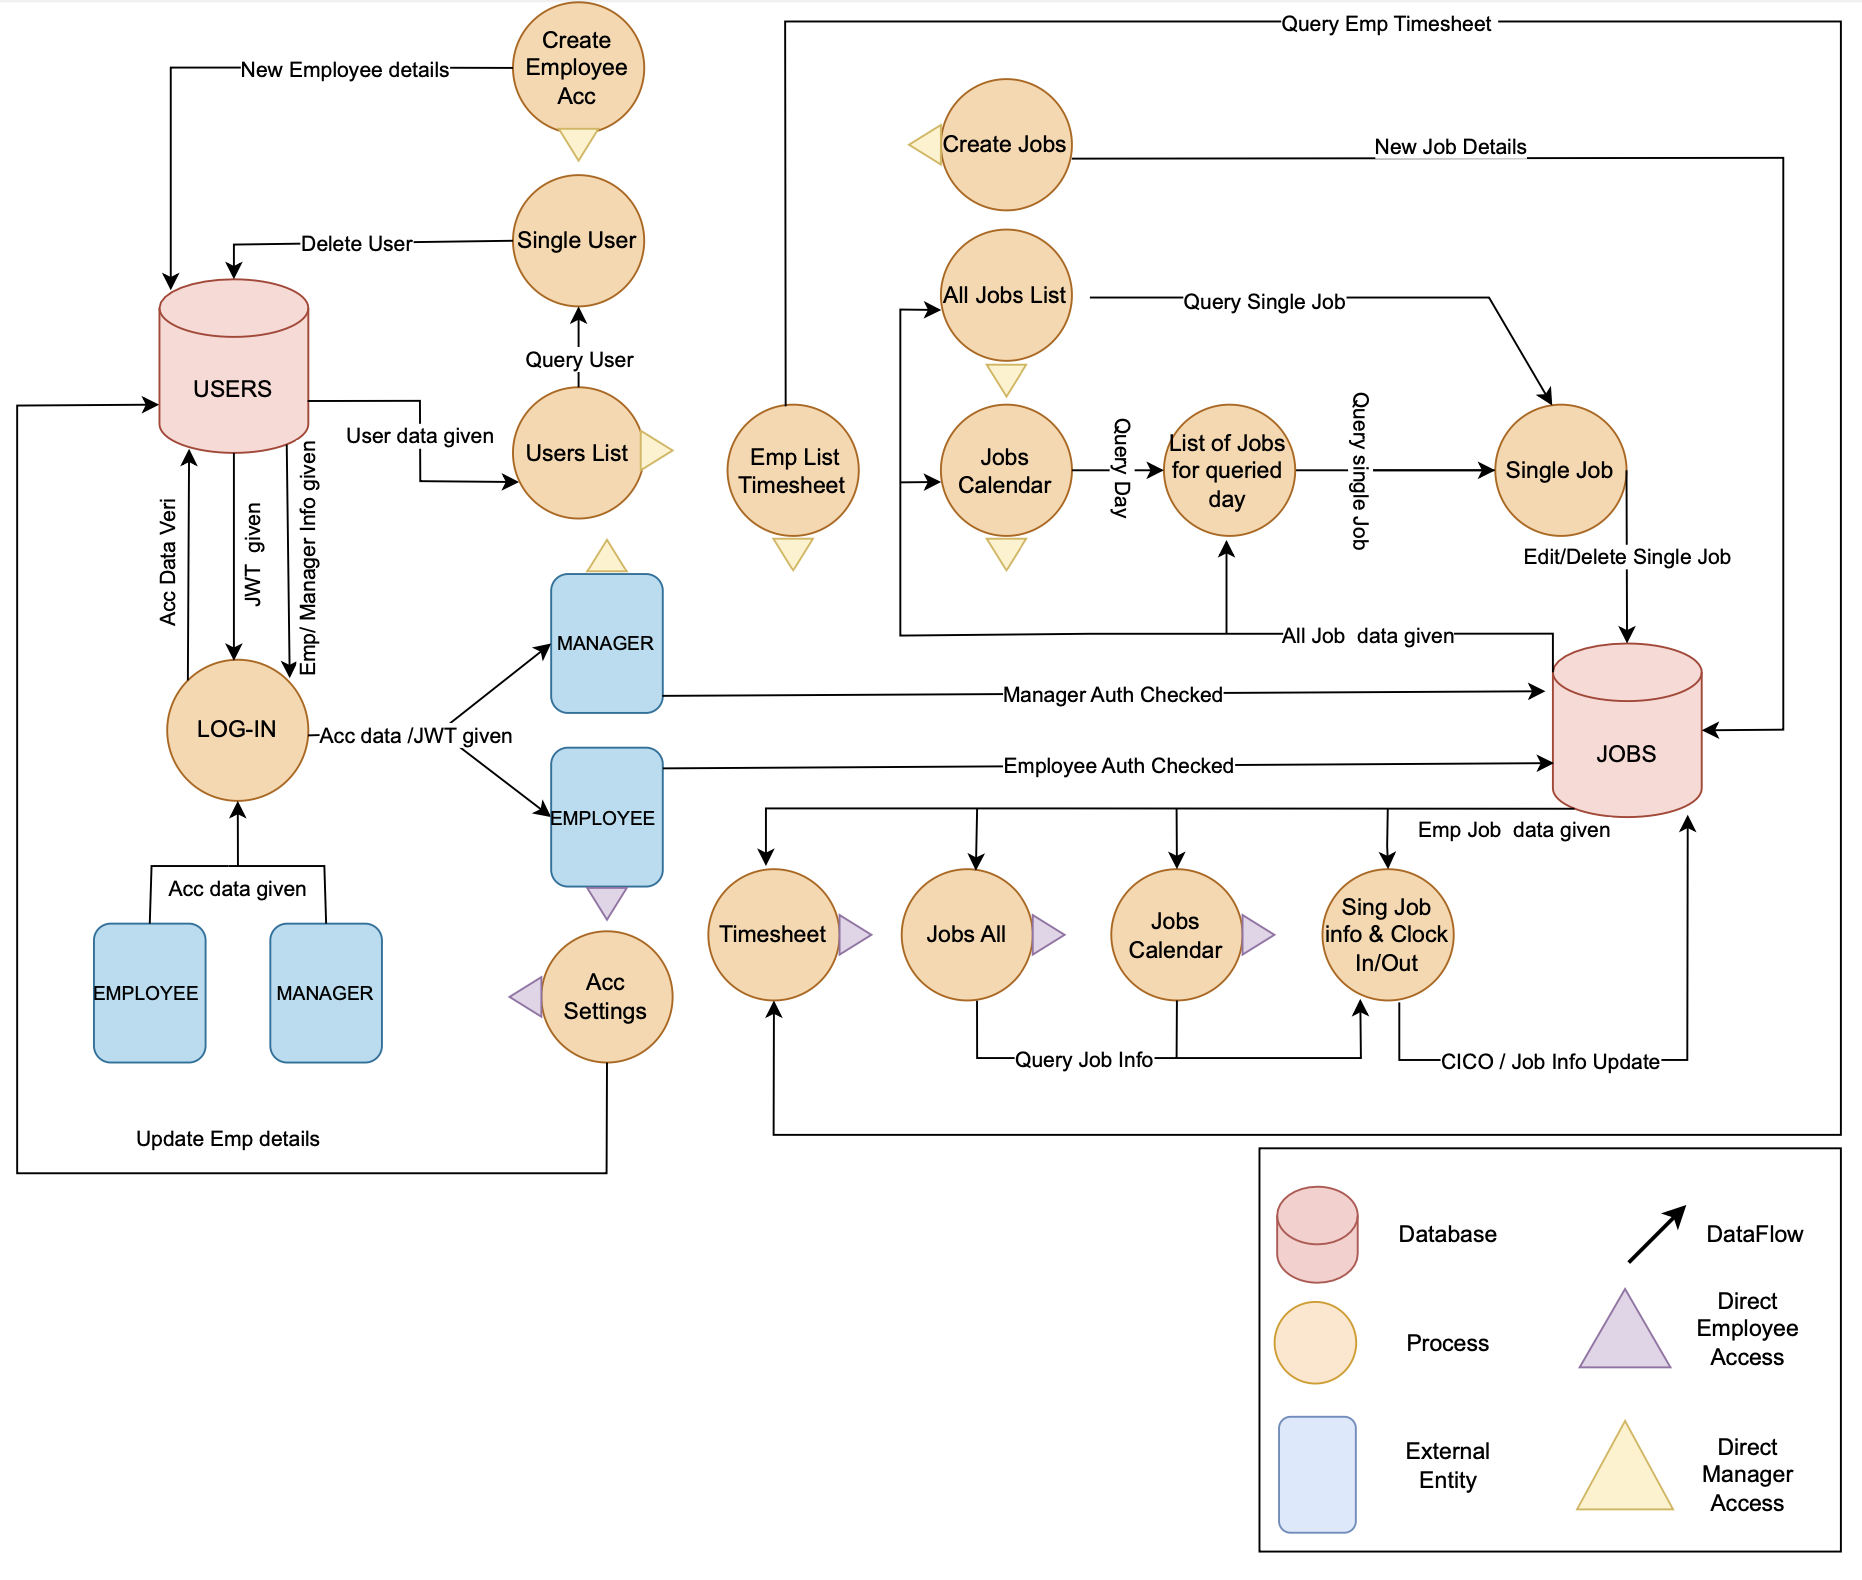 Create
Employee
Acc
New Employee details
Query Emp Timesheet
Create Jobs
New Job Details
Single User
Delete User
All Jobs List
Query Single Job
USERS
Query User
User data given
Users List
Emp List
Timesheet
Jobs
Calendar
Query Day
List of Jobs
for queried
day
Query single Job
Single Job
Edit/Delete Single Job
Acc Data Veri
JWT  given
Emp/ Manager Info given
MANAGER
All Job  data given
Manager Auth Checked
LOG-IN
Acc data /JWT given
JOBS
Employee Auth Checked
EMPLOYEE
Emp Job  data given
Acc data given
EMPLOYEE
MANAGER
Acc
Settings
Timesheet
Jobs All
Jobs
Calendar
Sing Job
info & Clock
In/Out
Query Job Info
CICO / Job Info Update
Update Emp details
Database
DataFlow
Process
Direct
Employee
Access
External
Entity
Direct
Manager
Access